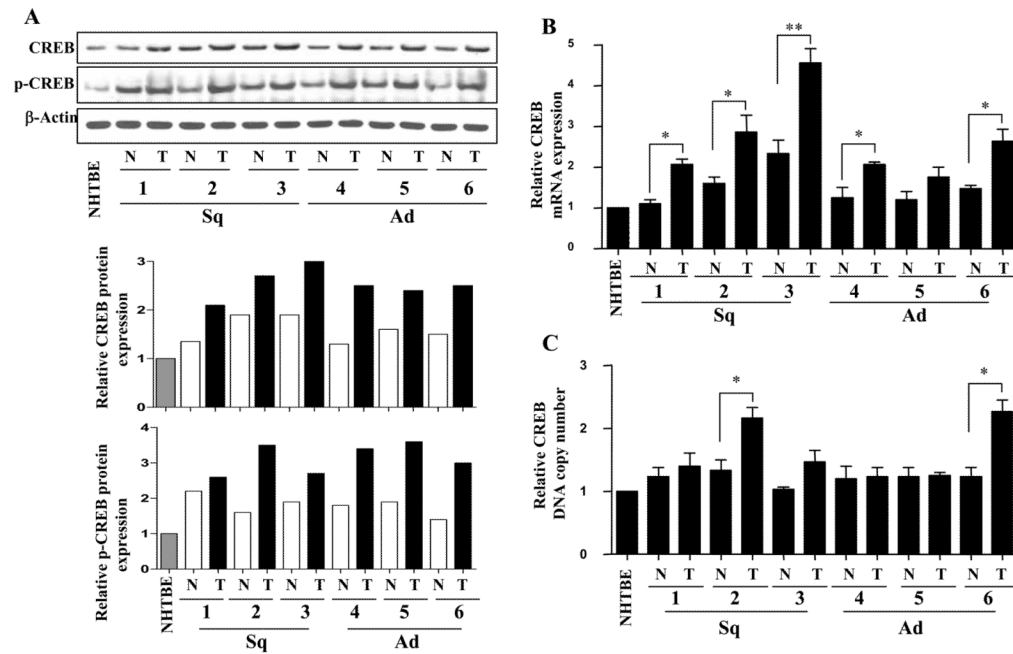 A
CREB
p-CREB
β-Actin
NHTBE
N T N T N T N T N T N T
1 2 3 4 5 6
Sq Ad
Relative CREB protein
expression
3
2
1
0
Relative p-CREB protein
expression
4
3
2
1
0
NHTBE
N T N T N T N T N T N T
1 2 3 4 5 6
Sq Ad
B
Relative CREB
mRNA expression
5
4
3
2
1
0
* * ** * *
NHTBE
N T N T N T N T N T N T
1 2 3 4 5 6
Sq Ad
C
Relative CREB
DNA copy number
3
2
1
0
* *
NHTBE
N T N T N T N T N T N T
1 2 3 4 5 6
Sq Ad